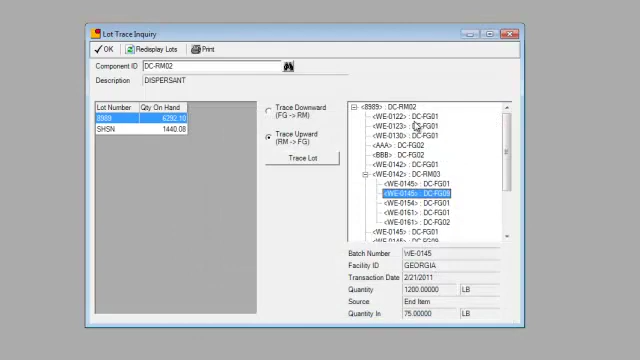 Lot Trace Inquiry
OK Redisplay Lots Print
Component ID DC-RM02
Description DISPERSANT
Lot Number Qty On Hand
8989 6292.10
SHSN 1440.08
Trace Downward
(FG -> RM)
Trace Upward
(RM -> FG)
Trace Lot
<8989> : DC-RM02
<WE-0122> : DC-FG01
<WE-0123> : DC-FG01
<WE-0130> : DC-FG01
<AAA> : DC-FG02
<BBB> : DC-FG02
<WE-0142> : DC-FG01
<WE-0142> : DC-RM03
<WE-0145> : DC-FG01
<WE-0145> : DC-FG09
<WE-0154> : DC-FG01
<WE-0161> : DC-FG01
<WE-0161> : DC-FG02
<WE-0145> : DC-FG01
<WE-0145> : DC-FG09
Batch Number WE-0145
Facility ID GEORGIA
Transaction Date 2/21/2011
Quantity 1200.00000 LB
Source End Item
Quantity In 75.00000 LB